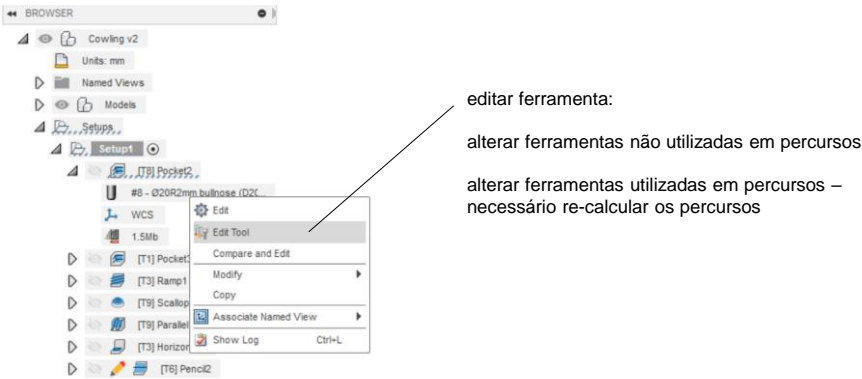 BROWSER
Cowling v2
Units: mm
Named Views
Models
Setups
Setup1
[T8] Pocket2
#8 - Ø20R2mm bullnose (D2(...
WCS
1.5Mb
[T1] Pocket3
[T3] Ramp1
[T9] Scallop
[T9] Parallel
[T3] Horizon
[T6] Pencil2
Edit
Edit Tool
Compare and Edit
Modify
Copy
Associate Named View
Show Log Ctrl+L
editar ferramenta:
alterar ferramentas não utilizadas em percursos
alterar ferramentas utilizadas em percursos –
necessário re-calcular os percursos